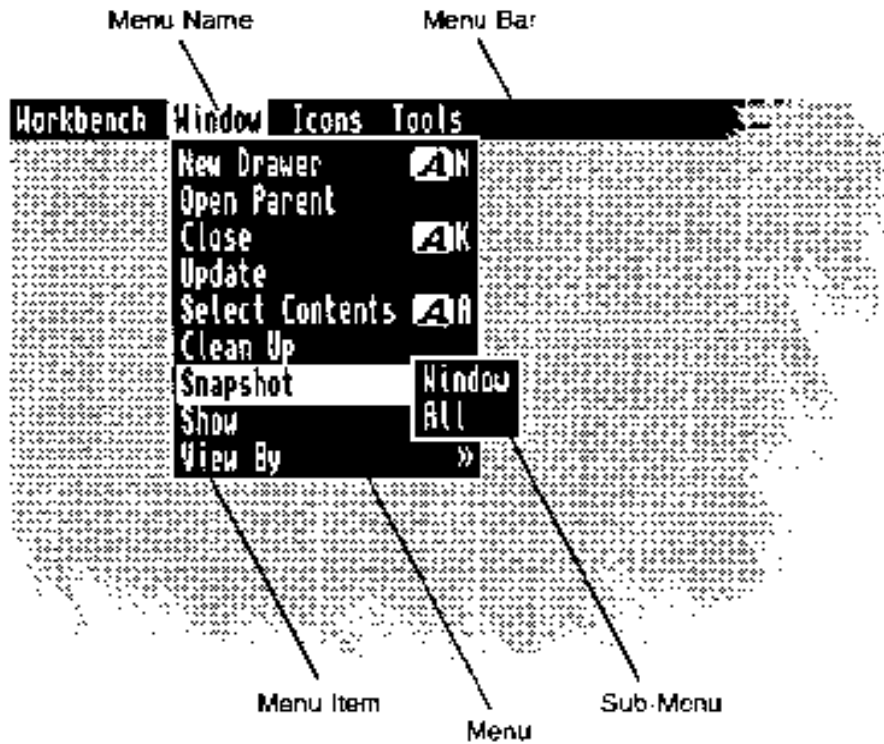 Menu Name Menu Bar
Workbench Window Icons Tools
New Drawer A N
Open Parent
Close A K
Update
Select Contents A A
Clean Up
Snapshot Window
All
Show
View By »
Menu Item Sub-Menu
Menu